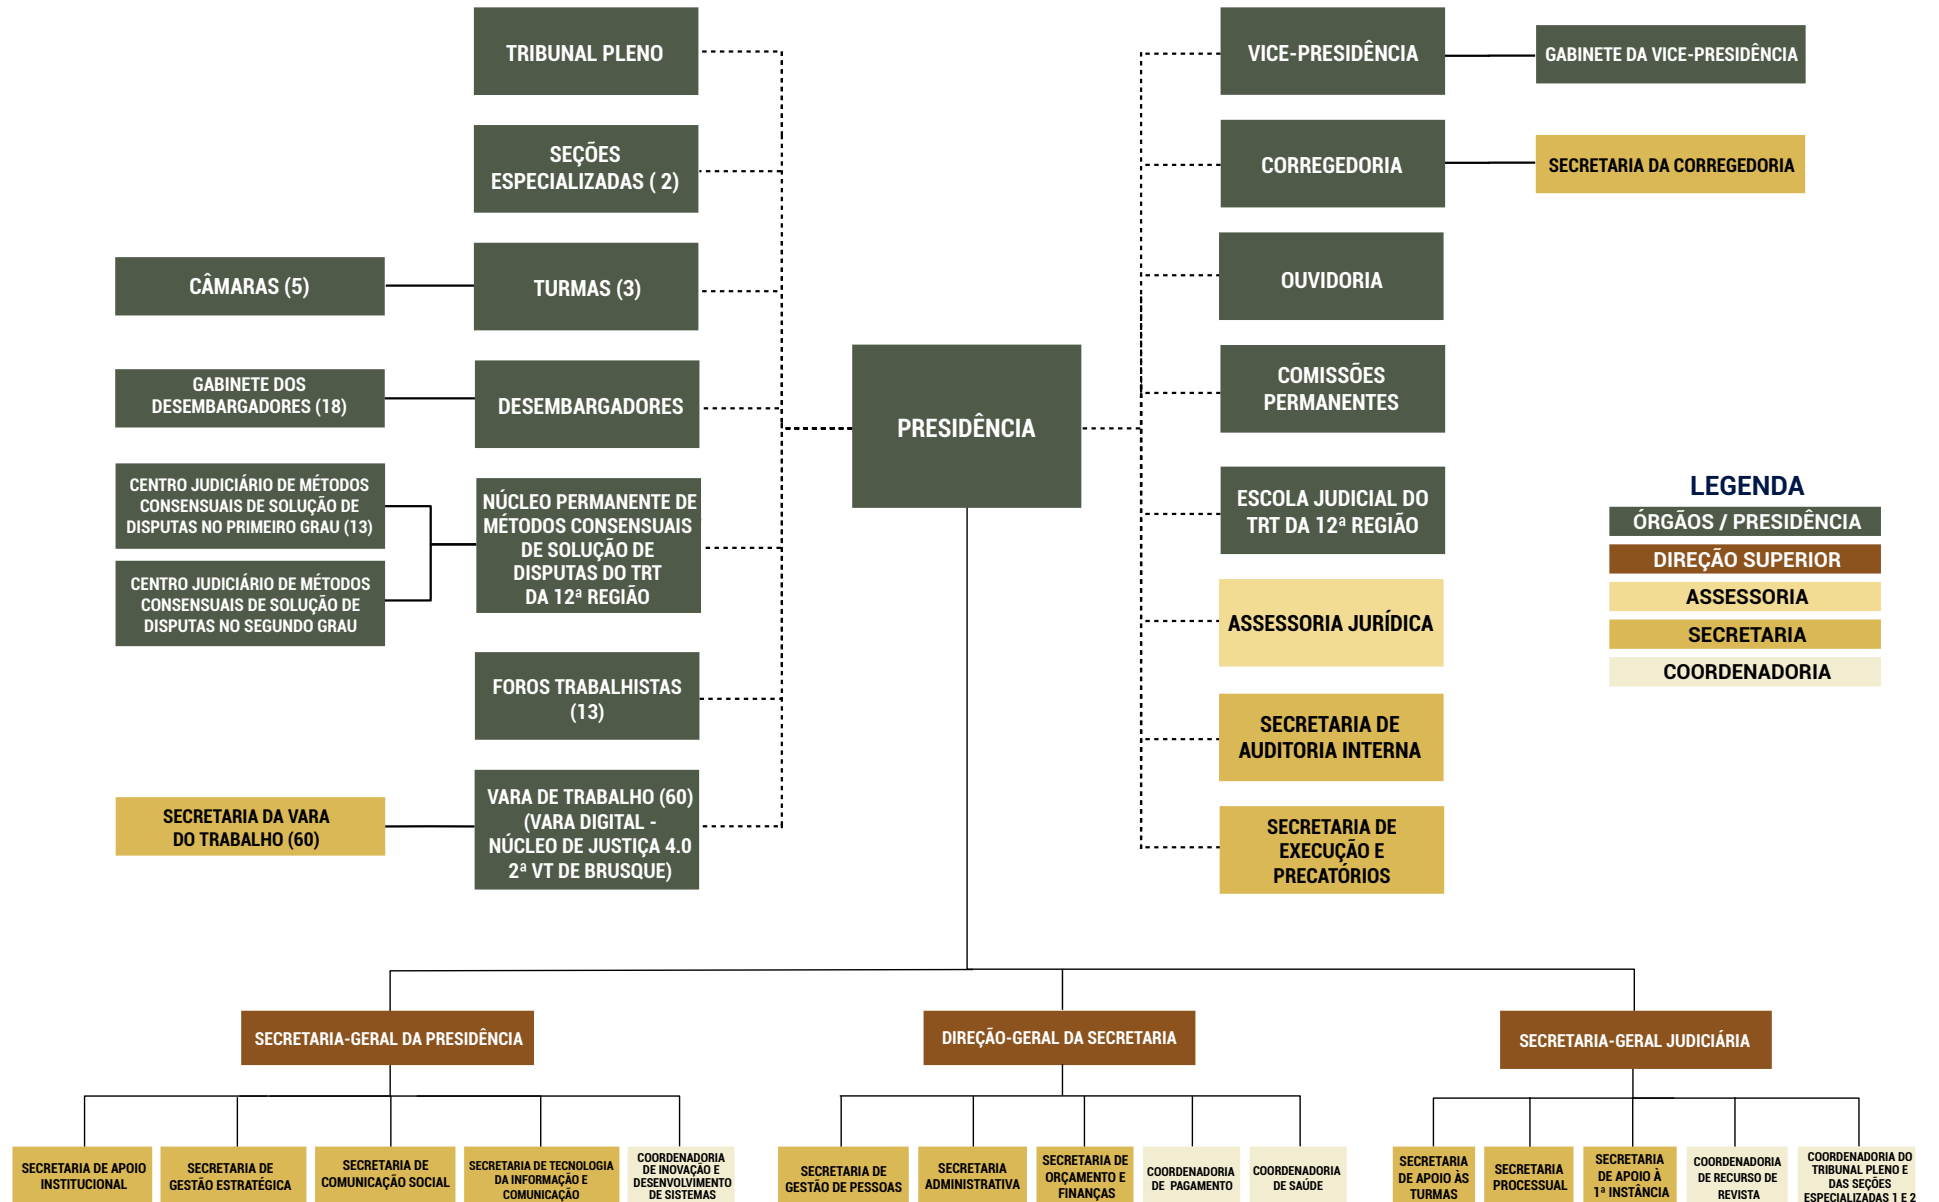 TRIBUNAL PLENO
SEÇÕES
ESPECIALIZADAS ( 2)
CÂMARAS (5)
TURMAS (3)
GABINETE DOS
DESEMBARGADORES (18)
DESEMBARGADORES
CENTRO JUDICIÁRIO DE MÉTODOS
CONSENSUAIS DE SOLUÇÃO DE
DISPUTAS NO PRIMEIRO GRAU (13)
CENTRO JUDICIÁRIO DE MÉTODOS
CONSENSUAIS DE SOLUÇÃO DE
DISPUTAS NO SEGUNDO GRAU
NÚCLEO PERMANENTE DE
MÉTODOS CONSENSUAIS
DE SOLUÇÃO DE
DISPUTAS DO TRT
DA 12ª REGIÃO
FOROS TRABALHISTAS
(13)
SECRETARIA DA VARA
DO TRABALHO (60)
VARA DE TRABALHO (60)
(VARA DIGITAL -
NÚCLEO DE JUSTIÇA 4.0
2ª VT DE BRUSQUE)
PRESIDÊNCIA
VICE-PRESIDÊNCIA
GABINETE DA VICE-PRESIDÊNCIA
CORREGEDORIA
SECRETARIA DA CORREGEDORIA
OUVIDORIA
COMISSÕES
PERMANENTES
ESCOLA JUDICIAL DO
TRT DA 12ª REGIÃO
ASSESSORIA JURÍDICA
SECRETARIA DE
AUDITORIA INTERNA
SECRETARIA DE
EXECUÇÃO E
PRECATÓRIOS
LEGENDA
ÓRGÃOS / PRESIDÊNCIA
DIREÇÃO SUPERIOR
ASSESSORIA
SECRETARIA
COORDENADORIA
SECRETARIA-GERAL DA PRESIDÊNCIA
DIREÇÃO-GERAL DA SECRETARIA
SECRETARIA-GERAL JUDICIÁRIA
SECRETARIA DE APOIO
INSTITUCIONAL
SECRETARIA DE
GESTÃO ESTRATÉGICA
SECRETARIA DE
COMUNICAÇÃO SOCIAL
SECRETARIA DE TECNOLOGIA
DA INFORMAÇÃO E
COMUNICAÇÃO
COORDENADORIA
DE INOVAÇÃO E
DESENVOLVIMENTO
DE SISTEMAS
SECRETARIA DE
GESTÃO DE PESSOAS
SECRETARIA
ADMINISTRATIVA
SECRETARIA DE
ORÇAMENTO E
FINANÇAS
COORDENADORIA
DE PAGAMENTO
COORDENADORIA
DE SAÚDE
SECRETARIA
DE APOIO ÀS
TURMAS
SECRETARIA
PROCESSUAL
SECRETARIA
DE APOIO À
1ª INSTÂNCIA
COORDENADORIA
DE RECURSO DE
REVISTA
COORDENADORIA DO
TRIBUNAL PLENO E
DAS SEÇÕES
ESPECIALIZADAS 1 E 2